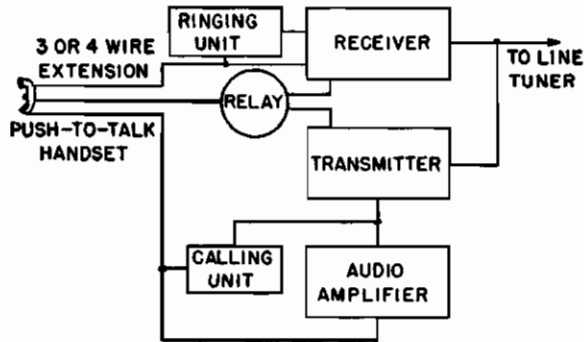 RINGING
UNIT
RECEIVER
3 OR 4 WIRE
EXTENSION
TO LINE
TUNER
RELAY
PUSH-TO-TALK
HANDSET
TRANSMITTER
CALLING
UNIT
AUDIO
AMPLIFIER